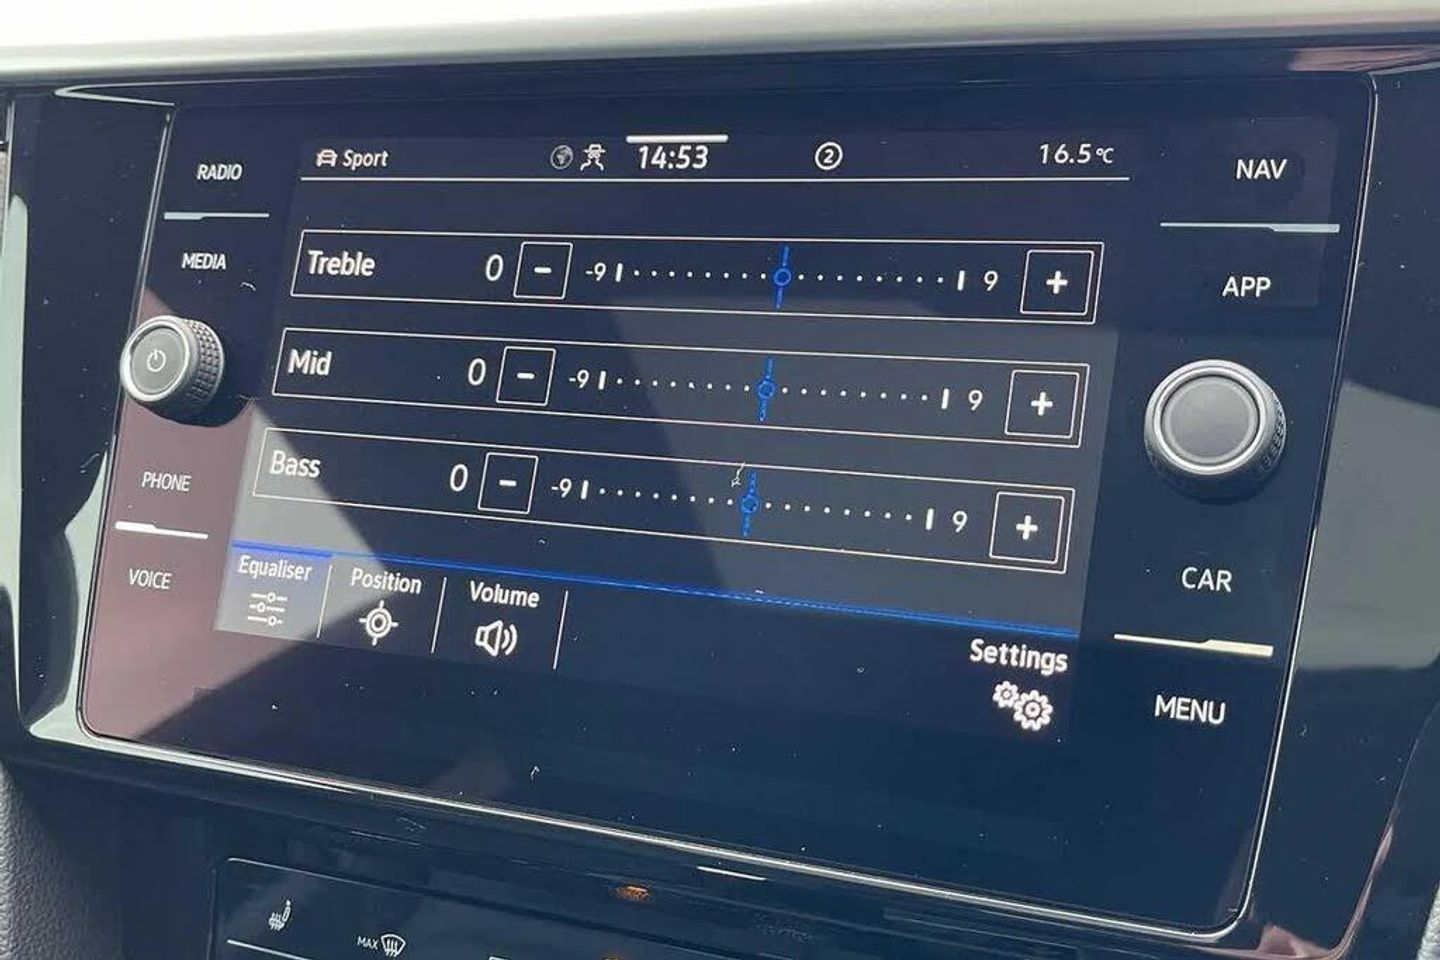 RADIO
MEDIA
PHONE
VOICE
Sport 14:53 2 16.5°C
Treble 0 - -9 9 +
Mid 0 - -9 9 +
Bass 0 - -9 9 +
Equaliser Position Volume
Settings
NAV
APP
CAR
MENU
MAX